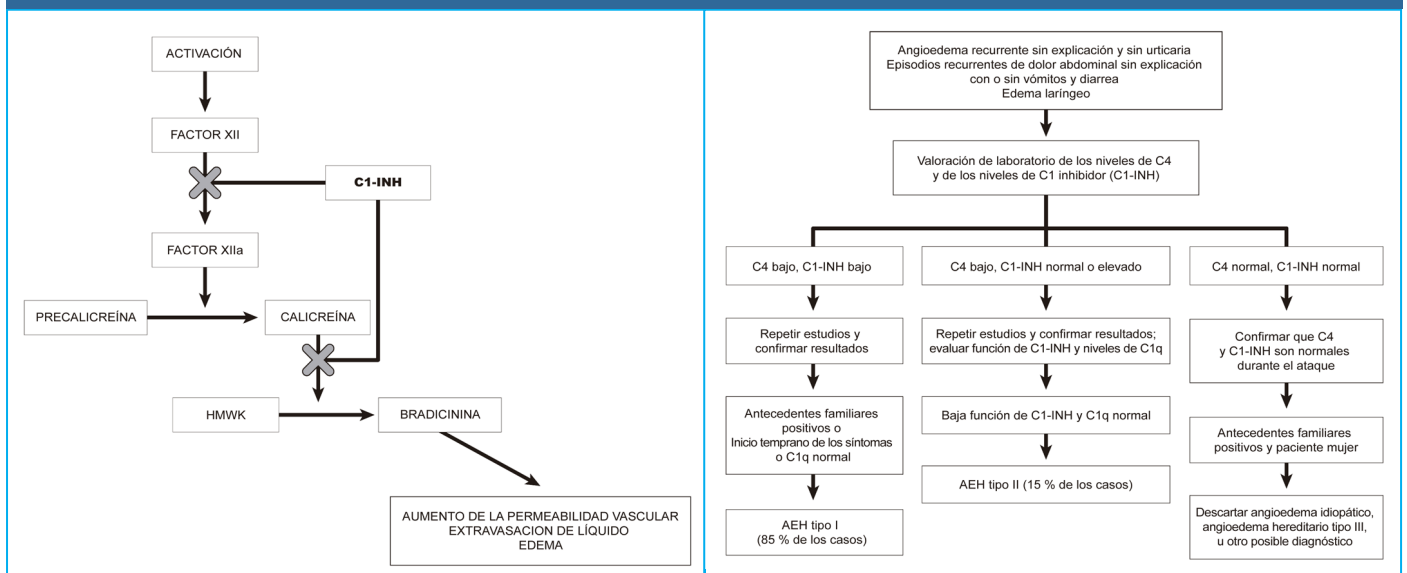 ACTIVACIÓN
FACTOR XII
C1-INH
FACTOR XIIa
PRECALICREÍNA
CALICREÍNA
HMWK
BRADICININA
AUMENTO DE LA PERMEABILIDAD VASCULAR
EXTRAVASACION DE LÍQUIDO
EDEMA
Angioedema recurrente sin explicación y sin urticaria
Episodios recurrentes de dolor abdominal sin explicación
con o sin vómitos y diarrea
Edema laríngeo
Valoración de laboratorio de los niveles de C4
y de los niveles de C1 inhibidor (C1-INH)
C4 bajo, C1-INH bajo
Repetir estudios y
confirmar resultados
Antecedentes familiares
positivos o
Inicio temprano de los síntomas
o C1q normal
AEH tipo I
(85 % de los casos)
C4 bajo, C1-INH normal o elevado
Repetir estudios y confirmar resultados;
evaluar función de C1-INH y niveles de C1q
Baja función de C1-INH y C1q normal
AEH tipo II (15 % de los casos)
C4 normal, C1-INH normal
Confirmar que C4
y C1-INH son normales
durante el ataque
Antecedentes familiares
positivos y paciente mujer
Descartar angioedema idiopático,
angioedema hereditario tipo III,
u otro posible diagnóstico